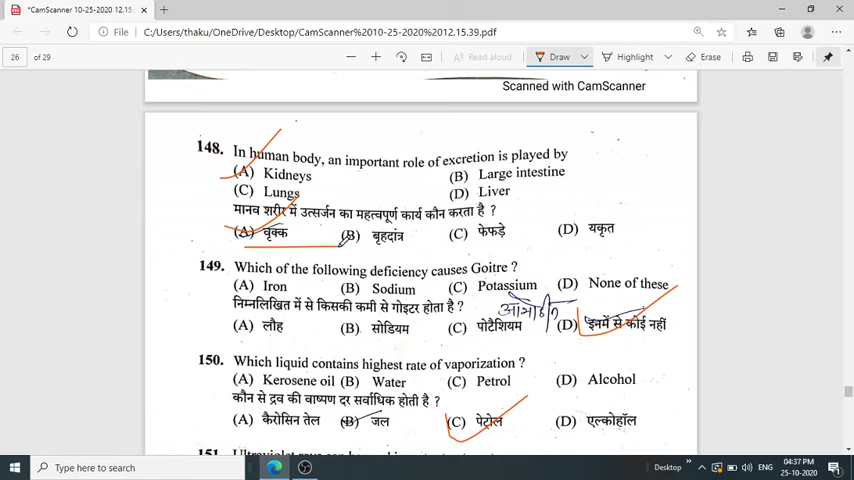 *CamScanner 10-25-2020 12.15.
File
C:/Users/thaku/OneDrive/Desktop/CamScanner%2010-25-2020%2012.15.39.pdf
26 of 29
Read aloud
Draw
Highlight
Erase
Scanned with CamScanner
148. In human body, an important role of excretion is played by
(A) Kidneys (B) Large intestine
(C) Lungs (D) Liver
मानव शरीर में उत्सर्जन का महत्वपूर्ण कार्य कौन करता है ?
(A) वृक्क (B) बृहदांत्र (C) फेफड़े (D) यकृत
149. Which of the following deficiency causes Goitre ?
(A) Iron (B) Sodium (C) Potassium (D) None of these
निम्नलिखित में से किसकी कमी से गोइटर होता है ?
(A) लौह (B) सोडियम (C) पोटैशियम (D) इनमें से कोई नहीं
150. Which liquid contains highest rate of vaporization ?
(A) Kerosene oil (B) Water (C) Petrol (D) Alcohol
कौन से द्रव की वाष्पण दर सर्वाधिक होती है ?
(A) कैरोसिन तेल (B) जल (C) पेट्रोल (D) एल्कोहॉल
151.
Type here to search
Desktop
ENG
04:37 PM
25-10-2020